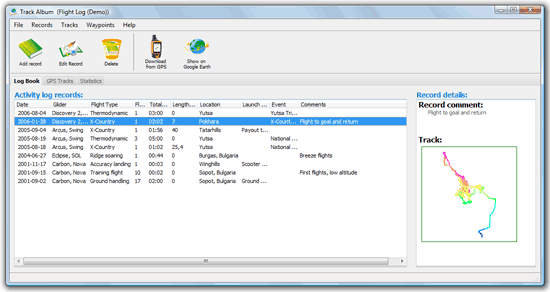 Track Album (Flight Log (Demo))
File Records Tracks Waypoints Help
Add record Edit Record Delete Download from GPS Show on Google Earth
Log Book GPS Tracks Statistics
Activity log records:
Date Glider Flight Type Fl... Total... Length... Location Launch ... Event Comments
2006-08-04 Discovery 2,... Thermodynamic 1 03:00 0 Yutsa Yutsa Tri...
2006-01-28 Discovery 2,... X-Country 1 02:02 7 Pokhara X-Count... Flight to goal and return
2005-09-04 Arcus, Swing X-Country 1 01:56 40 Tatarhills Payout t...
2005-08-19 Arcus, Swing Thermodynamic 3 05:00 0 Yutsa National ...
2005-08-18 Arcus, Swing X-Country 1 01:02 25,4 Yutsa National ...
2004-06-27 Eclipse, SOL Ridge soaring 1 00:44 0 Burgas, Bulgaria Breeze flights
2001-11-17 Carbon, Nova Accuracy landing 1 00:03 0 Winghills Scooter ...
2001-09-15 Carbon, Nova Training flight 10 00:02 0 Sopot, Bulgaria First flights, low altitude
2001-09-02 Carbon, Nova Ground handling 17 02:00 0 Sopot, Bulgaria Ground ...
Record details:
Record comment:
Flight to goal and return
Track: